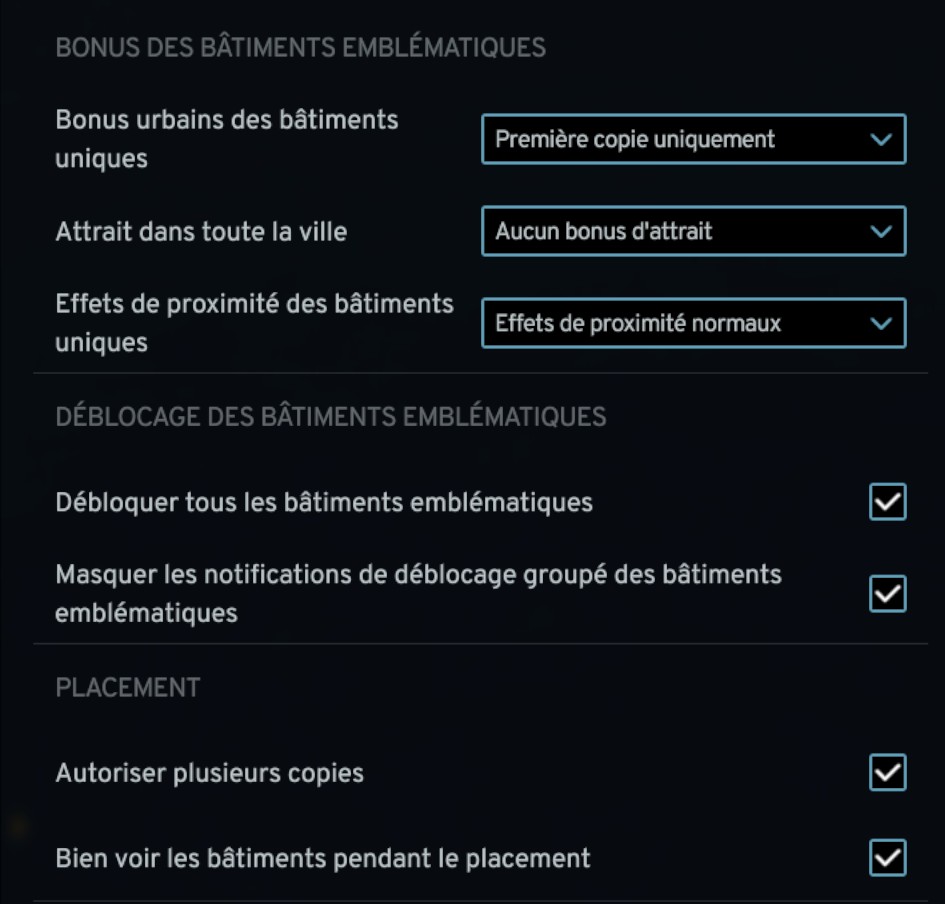 BONUS DES BÂTIMENTS EMBLÉMATIQUES
Bonus urbains des bâtiments
uniques
Première copie uniquement
Attrait dans toute la ville
Aucun bonus d'attrait
Effets de proximité des bâtiments
uniques
Effets de proximité normaux
DÉBLOCAGE DES BÂTIMENTS EMBLÉMATIQUES
Débloquer tous les bâtiments emblématiques
Masquer les notifications de déblocage groupé des bâtiments
emblématiques
PLACEMENT
Autoriser plusieurs copies
Bien voir les bâtiments pendant le placement